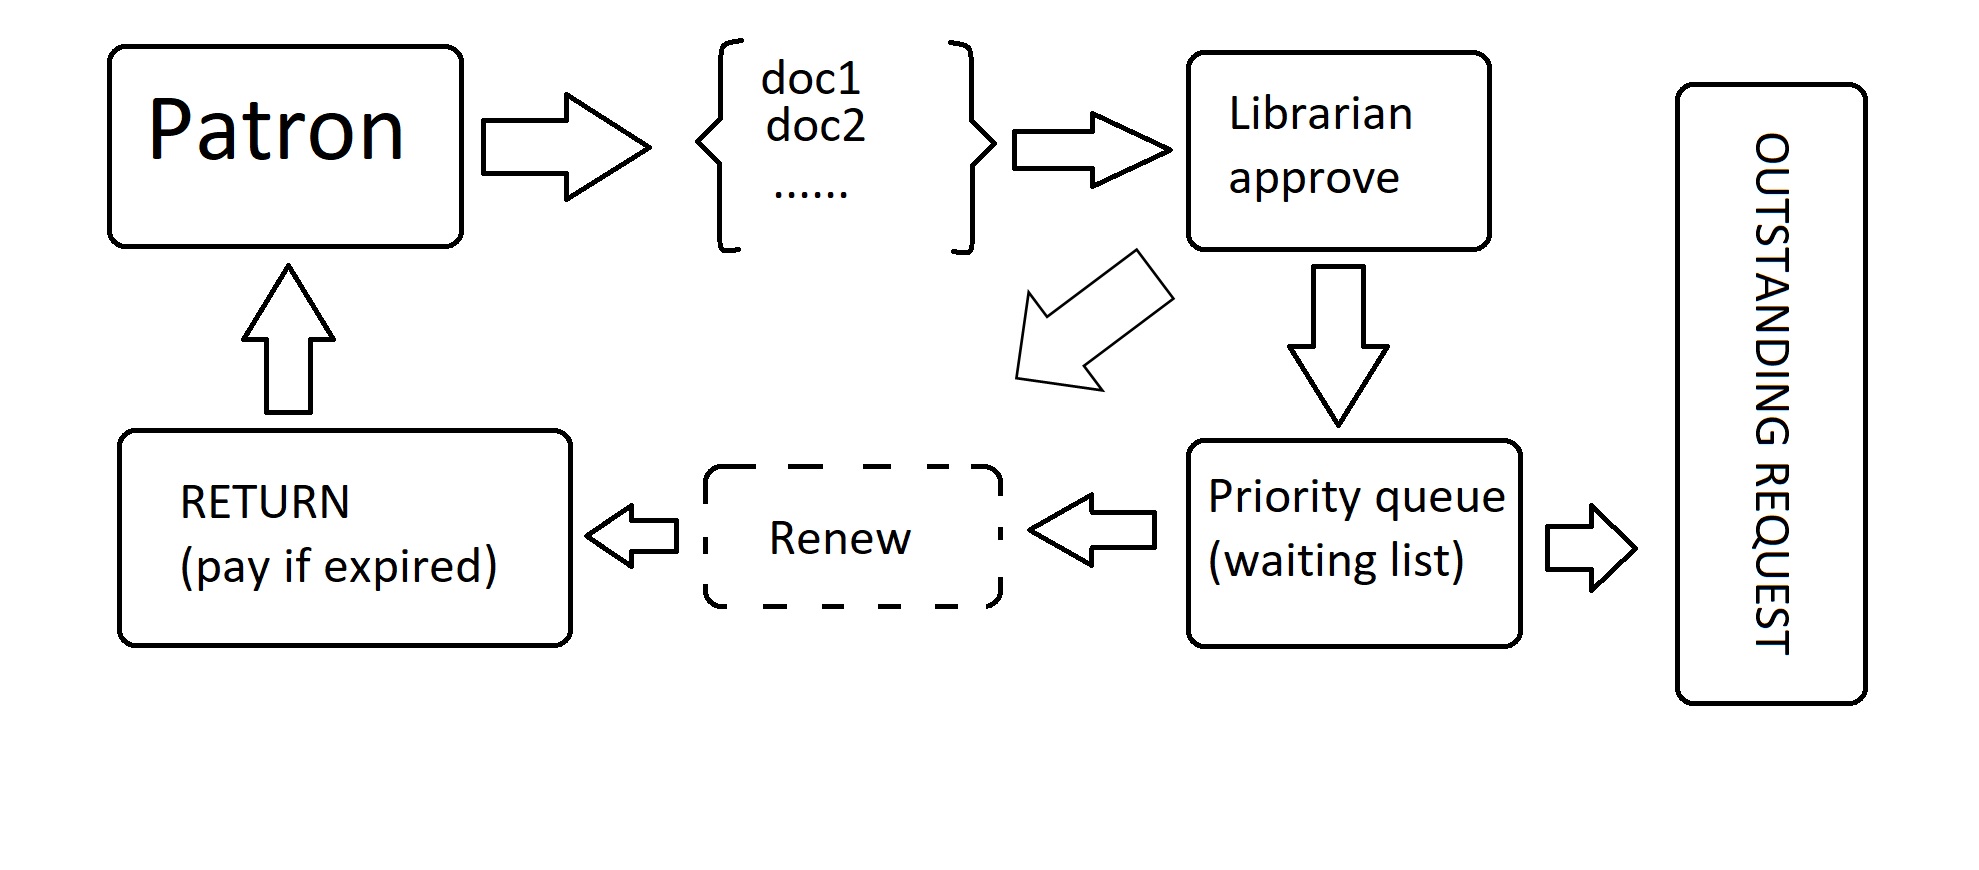 Patron
doc1
doc2
......
Librarian
approve
OUTSTANDING REQUEST
RETURN
(pay if expired)
Renew
Priority queue
(waiting list)